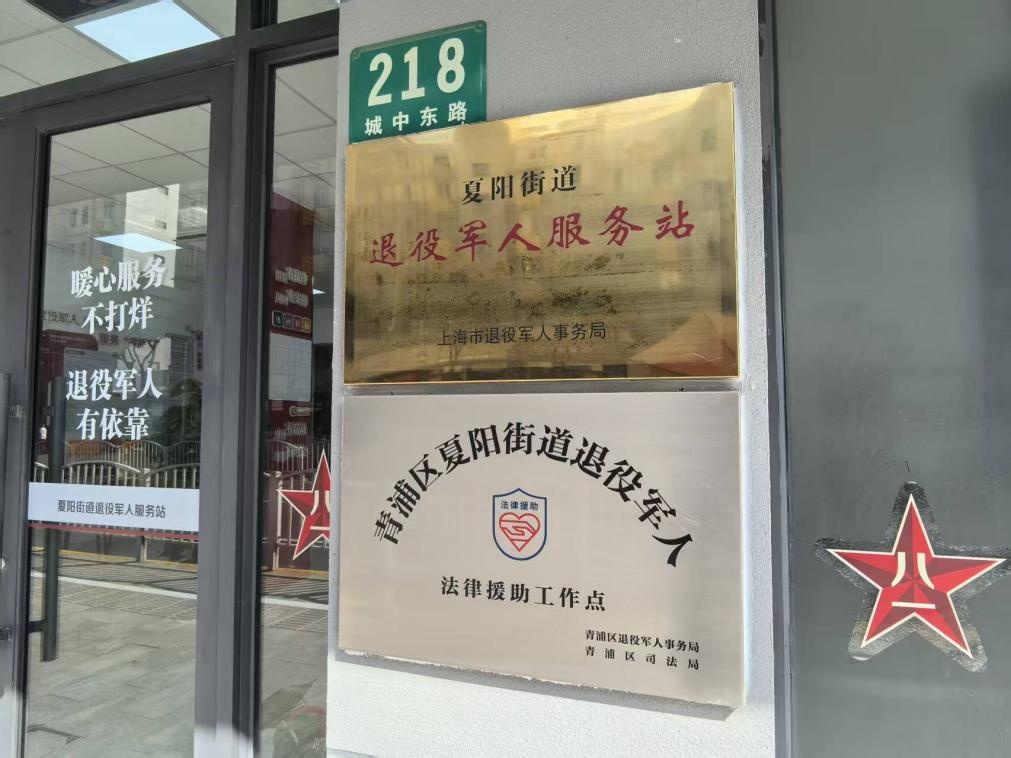 218
城中东路
夏阳街道
退役军人服务站
上海市退役军人事务局
青浦区夏阳街道退役军人
法律援助
法律援助工作点
青浦区退役军人事务局
青浦区司法局
暖心服务
不打烊
退役军人
有依靠
夏阳街道退役军人服务站
八一
八一